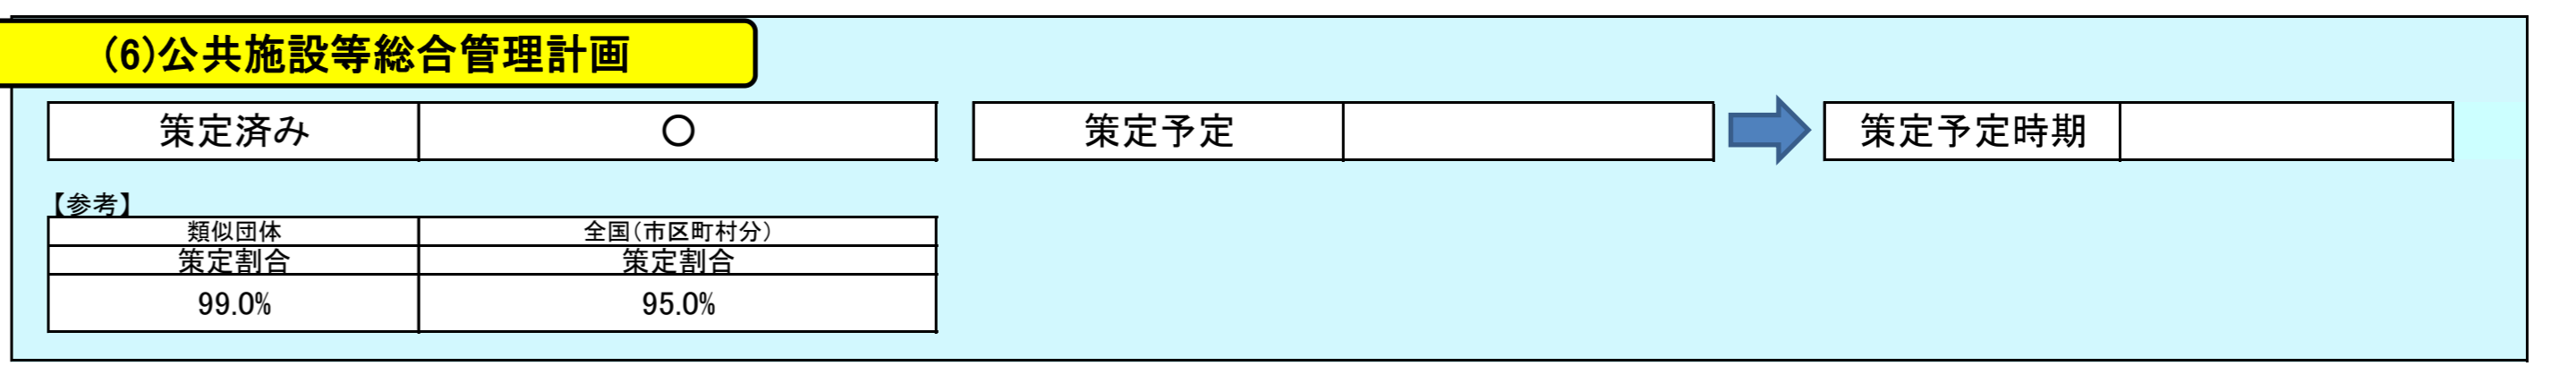 (6)公共施設等総合管理計画
策定済み ○ 策定予定 策定予定時期
【参考】
類似団体 全国(市区町村分)
策定割合 策定割合
99.0% 95.0%